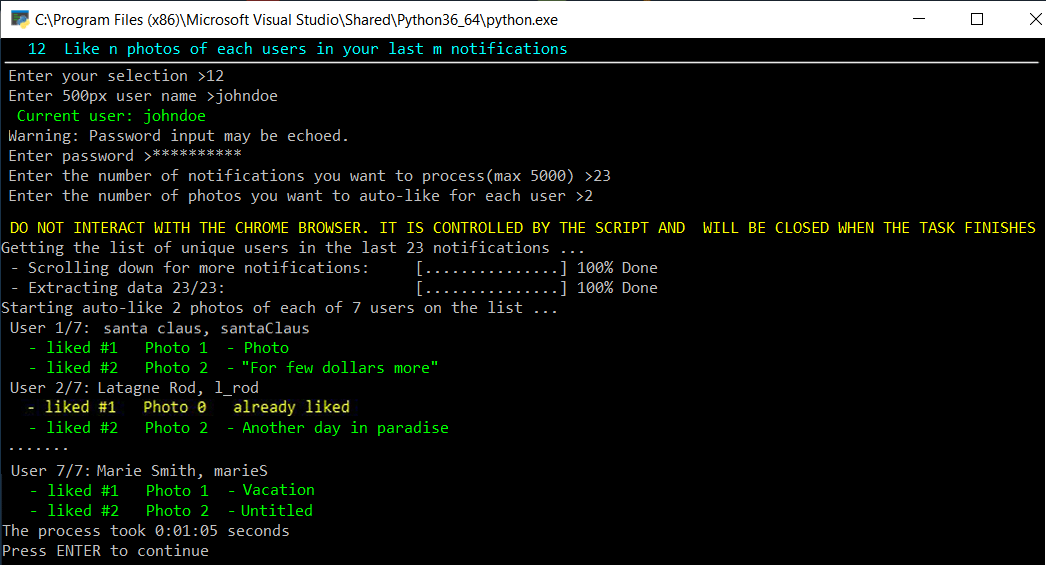 C:\Program Files (x86)\Microsoft Visual Studio\Shared\Python36_64\python.exe
12 Like n photos of each users in your last m notifications
Enter your selection >12
Enter 500px user name >johndoe
Current user: johndoe
Warning: Password input may be echoed.
Enter password >**********
Enter the number of notifications you want to process(max 5000) >23
Enter the number of photos you want to auto-like for each user >2
DO NOT INTERACT WITH THE CHROME BROWSER. IT IS CONTROLLED BY THE SCRIPT AND WILL BE CLOSED WHEN THE TASK FINISHES
Getting the list of unique users in the last 23 notifications ...
- Scrolling down for more notifications: [...............] 100% Done
- Extracting data 23/23: [...............] 100% Done
Starting auto-like 2 photos of each of 7 users on the list ...
User 1/7: santa claus, santaClaus
- liked #1 Photo 1 - Photo
- liked #2 Photo 2 - "For few dollars more"
User 2/7: Latagne Rod, l_rod
- liked #1 Photo 0 already liked
- liked #2 Photo 2 - Another day in paradise
.......
User 7/7: Marie Smith, marieS
- liked #1 Photo 1 - Vacation
- liked #2 Photo 2 - Untitled
The process took 0:01:05 seconds
Press ENTER to continue